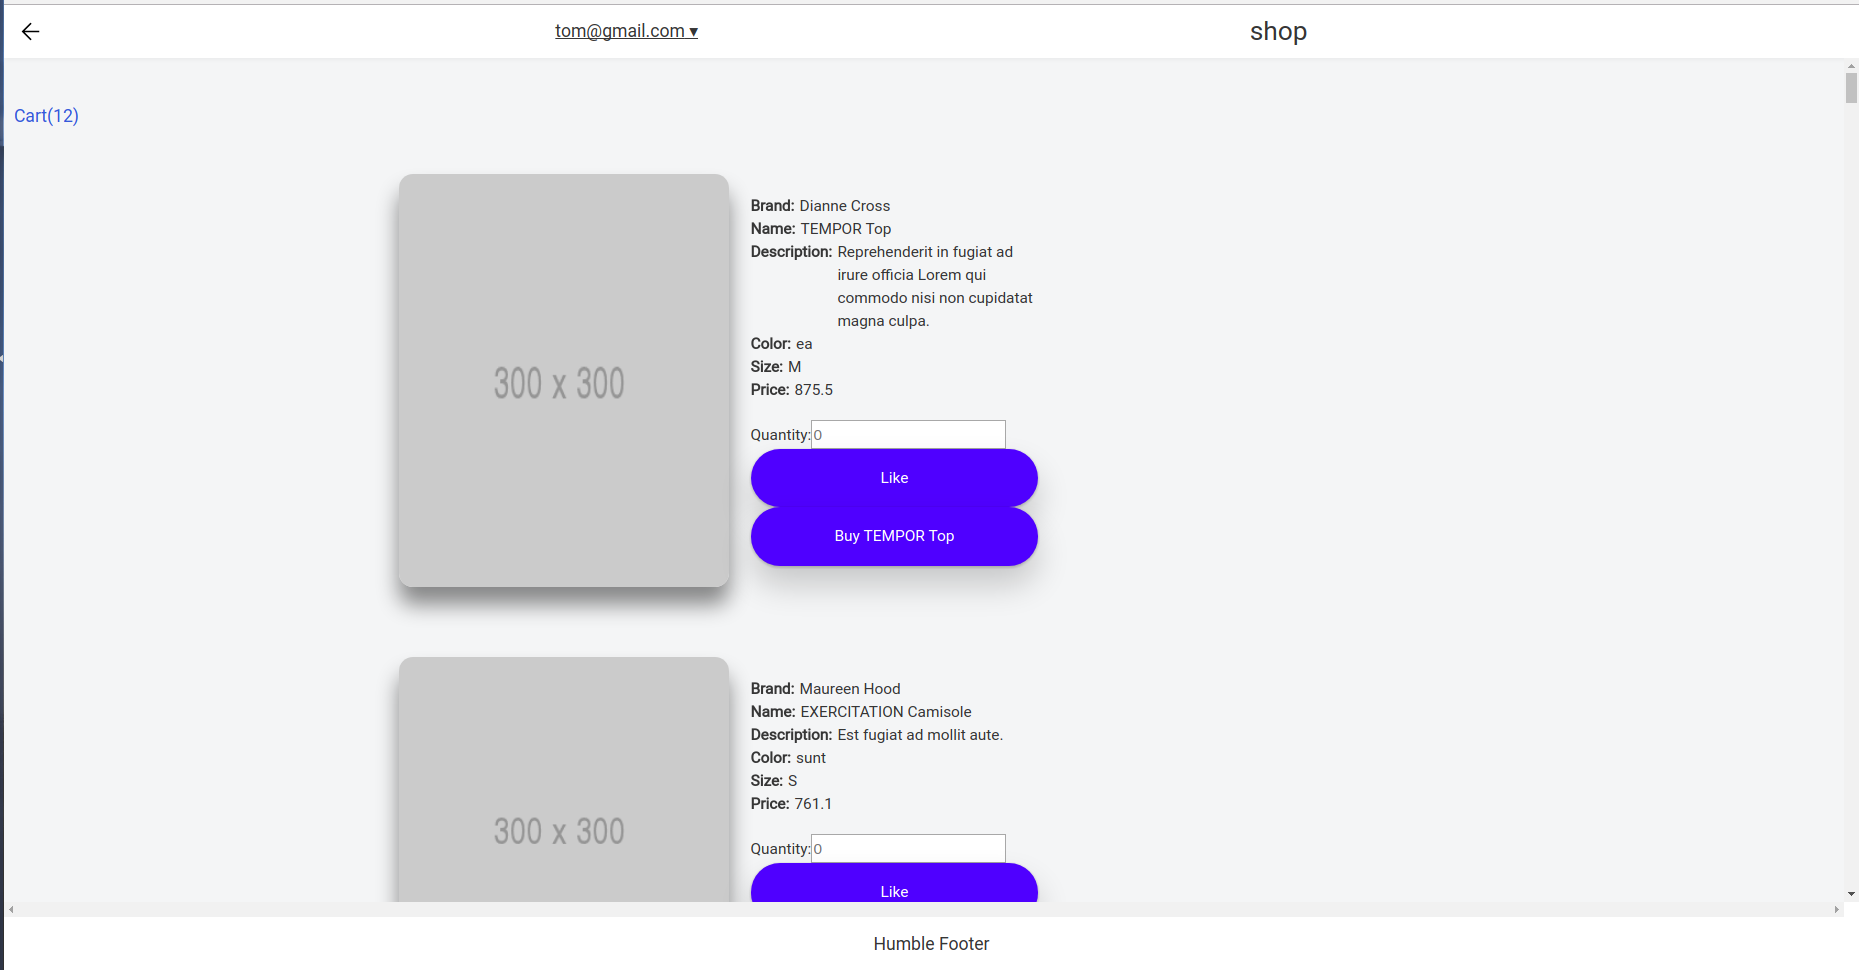 tom@gmail.com ▾
shop
Cart(12)
300 x 300
Brand: Dianne Cross
Name: TEMPOR Top
Description: Reprehenderit in fugiat ad
irure officia Lorem qui
commodo nisi non cupidatat
magna culpa.
Color: ea
Size: M
Price: 875.5
Quantity:0
Like
Buy TEMPOR Top
300 x 300
Brand: Maureen Hood
Name: EXERCITATION Camisole
Description: Est fugiat ad mollit aute.
Color: sunt
Size: S
Price: 761.1
Quantity:0
Like
Humble Footer